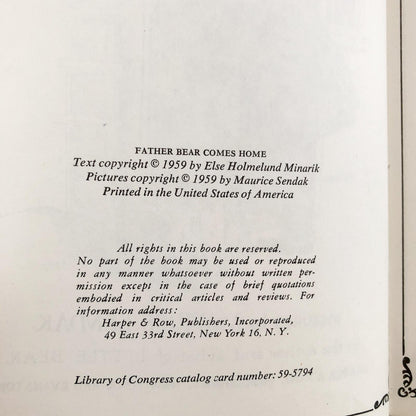 FATHER BEAR COMES HOME
Text copyright © 1959 by Else Holmelund Minarik
Pictures copyright © 1959 by Maurice Sendak
Printed in the United States of America
All rights in this book are reserved.
No part of the book may be used or reproduced
in any manner whatsoever without written per-
mission except in the case of brief quotations
embodied in critical articles and reviews. For
information address:
Harper & Row, Publishers, Incorporated,
49 East 33rd Street, New York 16, N. Y.
Library of Congress catalog card number: 59-5794